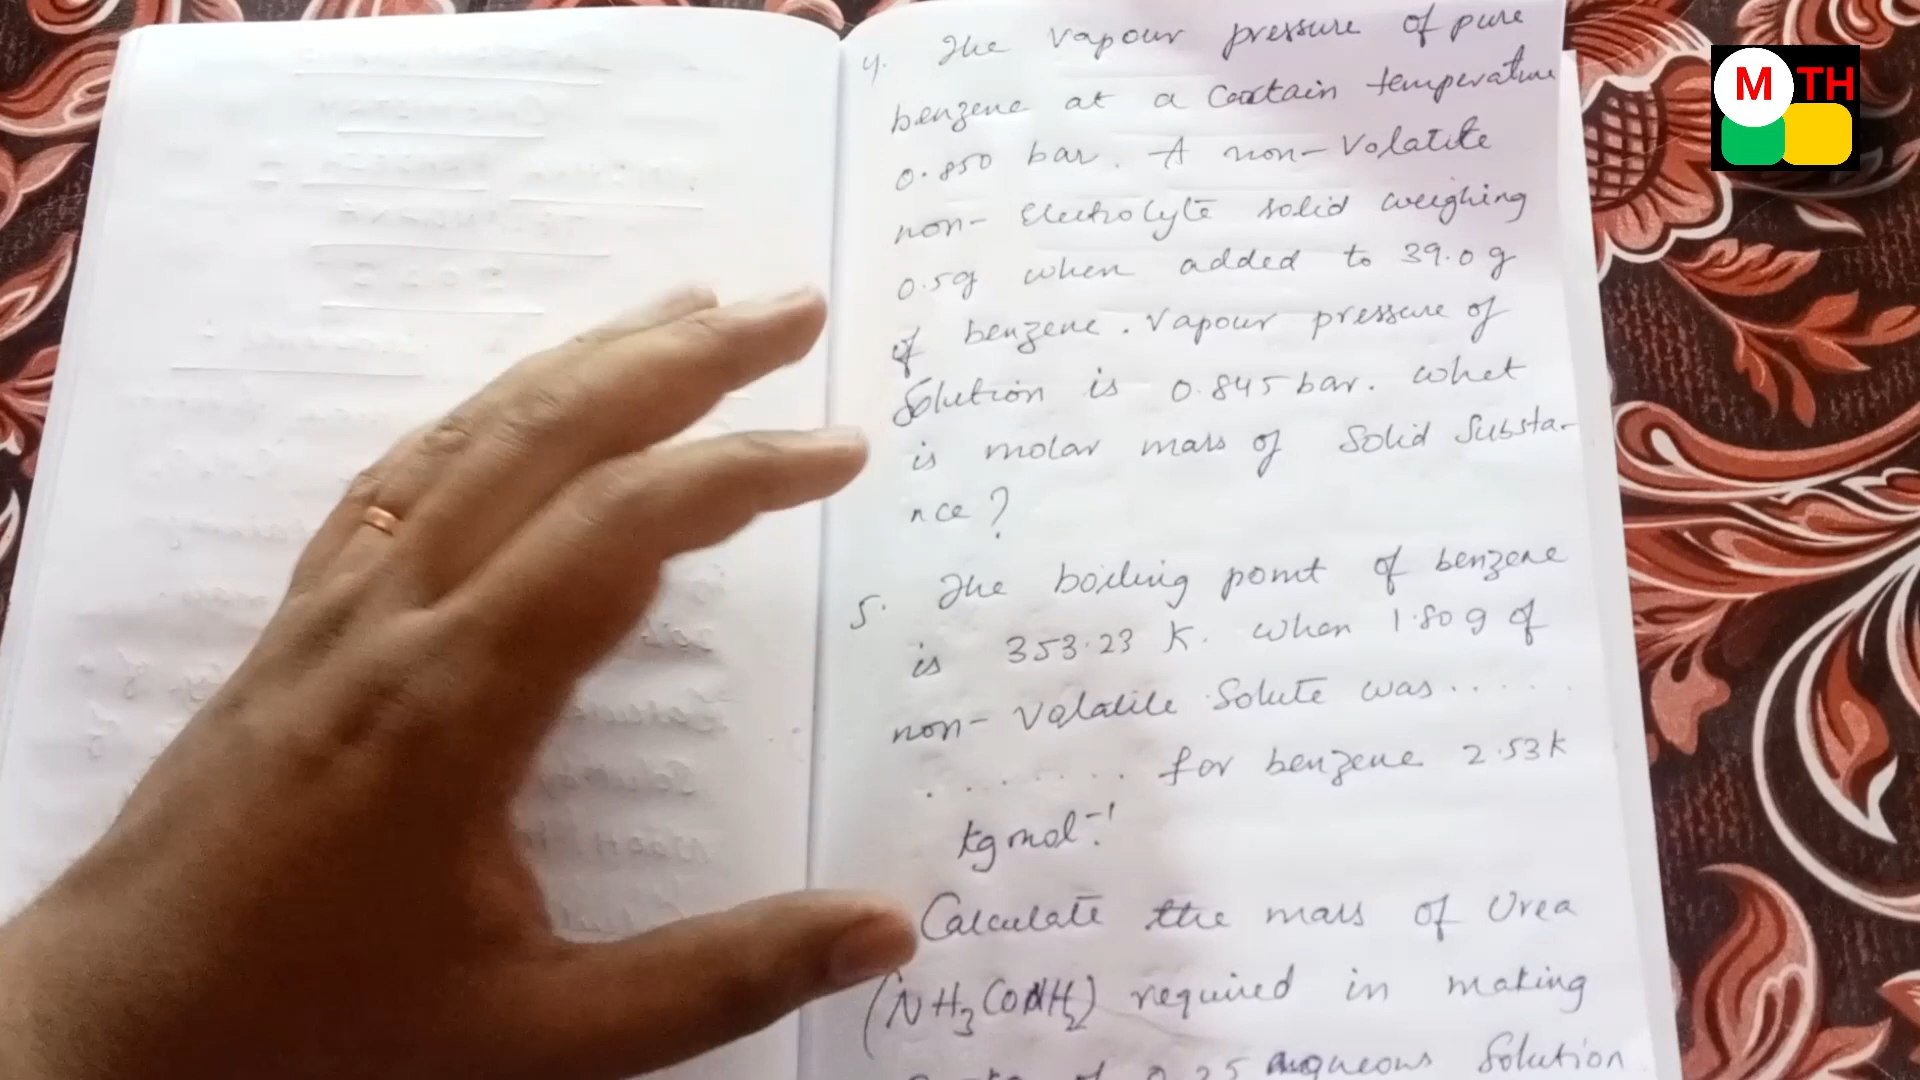 M TH
4. The vapour pressure of pure
benzene at a certain temperature
0.850 bar. A non-volatile
non-electrolyte solid weighing
0.5g when added to 39.0g
of benzene. Vapour pressure of
Solution is 0.845 bar. What
is molar mass of Solid Substa-
nce?
5. The boiling point of benzene
is 353.23 K. when 1.80g of
non-Volatile Solute was.....
........ for benzene 2.53k
kg mol-1
Calculate the mass of Urea
(NH3CONH2) required in making
of 0.25 aqueous Solution